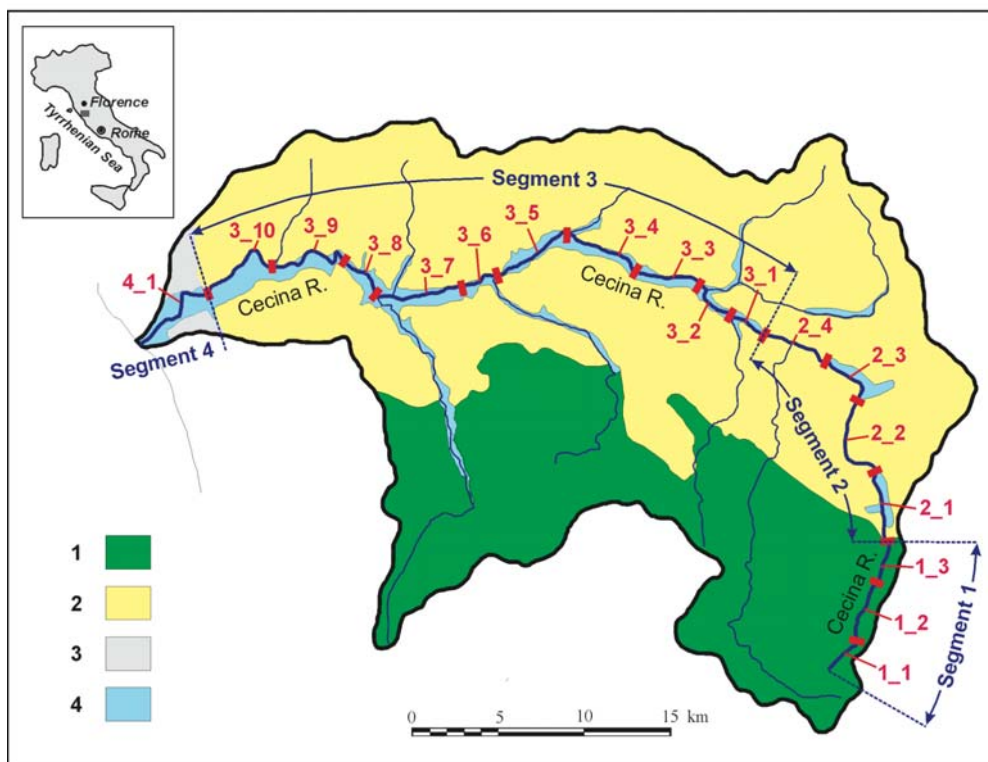 Florence
Tyrrhenian Sea
Rome
Segment 3
3_10
3_9
3_8
3_7
3_6
3_5
3_4
3_3
3_1
3_2
4_1
Cecina R.
Cecina R.
Segment 4
2_4
2_3
Segment 2
2_2
2_1
1_3
Cecina R.
1_2
1_1
Segment 1
1
2
3
4
0 5 10 15 km